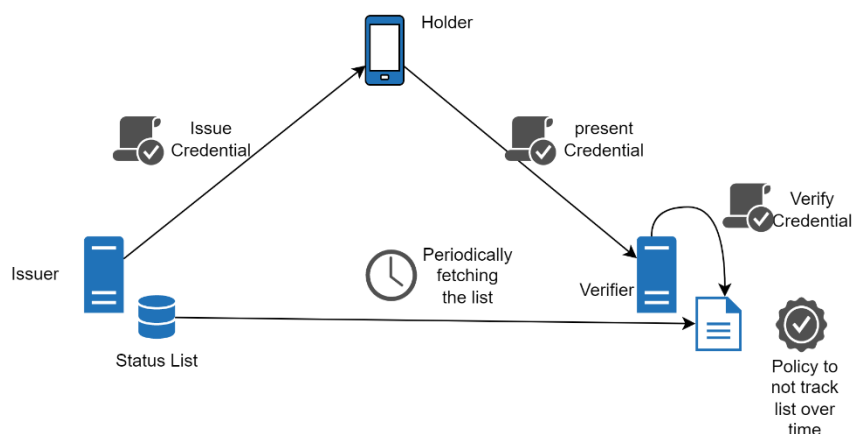 Holder
Issue
Credential
present
Credential
Verify
Credential
Issuer
Periodically
fetching
the list
Verifier
Status List
Policy to
not track
list over
time